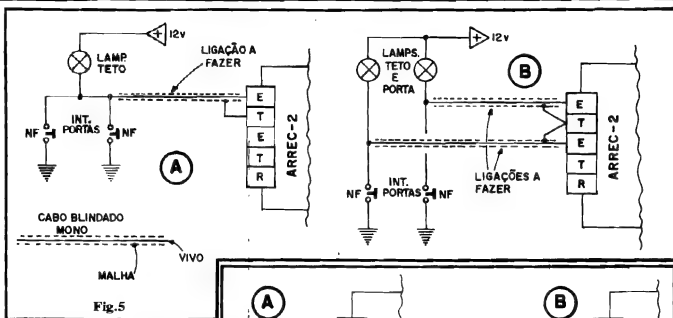 12v
LAMP.
TETO
LIGAÇÃO A
FAZER
E
T
E
T
R
ARREC-2
INT.
PORTAS
NF
NF
A
CABO BLINDADO
MONO
VIVO
MALHA
Fig.5
12v
LAMPS.
TETO
E
PORTA
B
E
T
E
T
R
ARREC-2
LIGAÇÕES A
FAZER
INT.
PORTAS
NF
NF
A
B